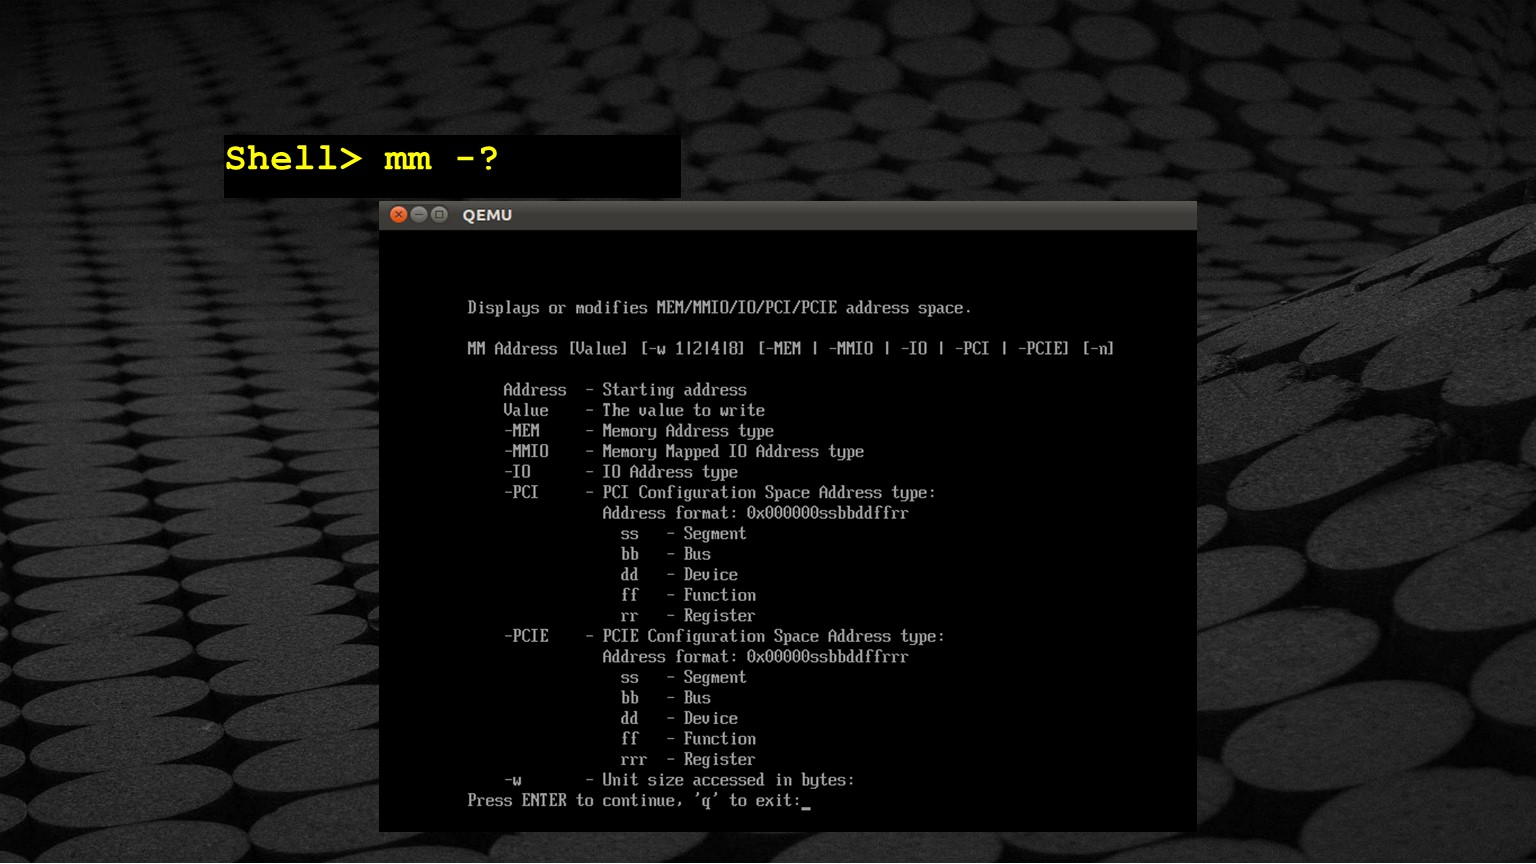 Shell> mm -?
QEMU
Displays or modifies MEM/MMIO/IO/PCI/PCIE address space.
MM Address [Value] [-w 1|2|4|8] [-MEM | -MMIO | -IO | -PCI | -PCIE] [-n]
Address - Starting address
Value - The value to write
-MEM - Memory Address type
-MMIO - Memory Mapped IO Address type
-IO - IO Address type
-PCI - PCI Configuration Space Address type:
Address format: 0x000000ssbbddffrr
ss - Segment
bb - Bus
dd - Device
ff - Function
rr - Register
-PCIE - PCIE Configuration Space Address type:
Address format: 0x00000ssbbddffrrr
ss - Segment
bb - Bus
dd - Device
ff - Function
rrr - Register
-w - Unit size accessed in bytes:
Press ENTER to continue, 'q' to exit:_